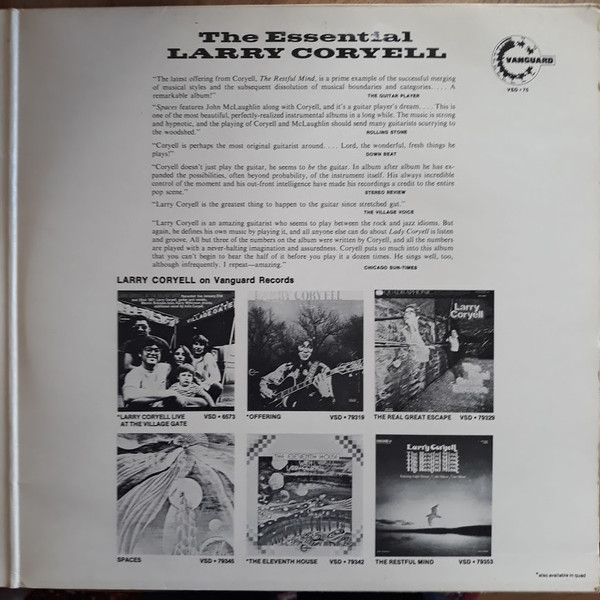 The Essential
LARRY CORYELL
VANGUARD
VSD • 75
"The latest offering from Coryell, The Restful Mind, is a prime example of the successful merging
of musical styles and the subsequent dissolution of musical boundaries and categories. . . . A
remarkable album!"
THE GUITAR PLAYER
"Spaces features John McLaughlin along with Coryell, and it's a guitar player's dream. . . . This is
one of the most beautiful, perfectly-realized instrumental albums in a long while. The music is strong
and hypnotic, and the playing of Coryell and McLaughlin should send many guitarists scurrying to
the woodshed."
ROLLING STONE
"Coryell is perhaps the most original guitarist around. . . . Lord, the wonderful, fresh things he
plays!"
DOWN BEAT
"Coryell doesn't just play the guitar, he seems to be the guitar. In album after album he has ex-
panded the possibilities, often beyond probability, of the instrument itself. His always incredible
control of the moment and his out-front intelligence have made his recordings a credit to the entire
pop scene."
STEREO REVIEW
"Larry Coryell is the greatest thing to happen to the guitar since stretched gut."
THE VILLAGE VOICE
"Larry Coryell is an amazing guitarist who seems to play between the rock and jazz idioms. But
again, he defines his own music by playing it, and all anyone else can do about Lady Coryell is listen
and groove. All but three of the numbers on the album were written by Coryell, and all the numbers
are played with a never-halting imagination and assuredness. Coryell puts so much into this album
that you can't begin to hear the half of it before you play it a dozen times. He sings well, too,
although infrequently. I repeat—amazing."
CHICAGO SUN-TIMES
LARRY CORYELL on Vanguard Records
VILLAGE GATE
LARRY CORYELL
QUADRAPHONIC
Larry
Coryell
*LARRY CORYELL LIVE
AT THE VILLAGE GATE
VSD • 6573
*OFFERING
VSD • 79319
THE REAL GREAT ESCAPE
VSD • 79329
THE ELEVENTH HOUSE
Larry Coryell
The Restful Mind
SPACES
VSD • 79345
*THE ELEVENTH HOUSE
VSD • 79342
THE RESTFUL MIND
VSD • 79353
*also available in quad